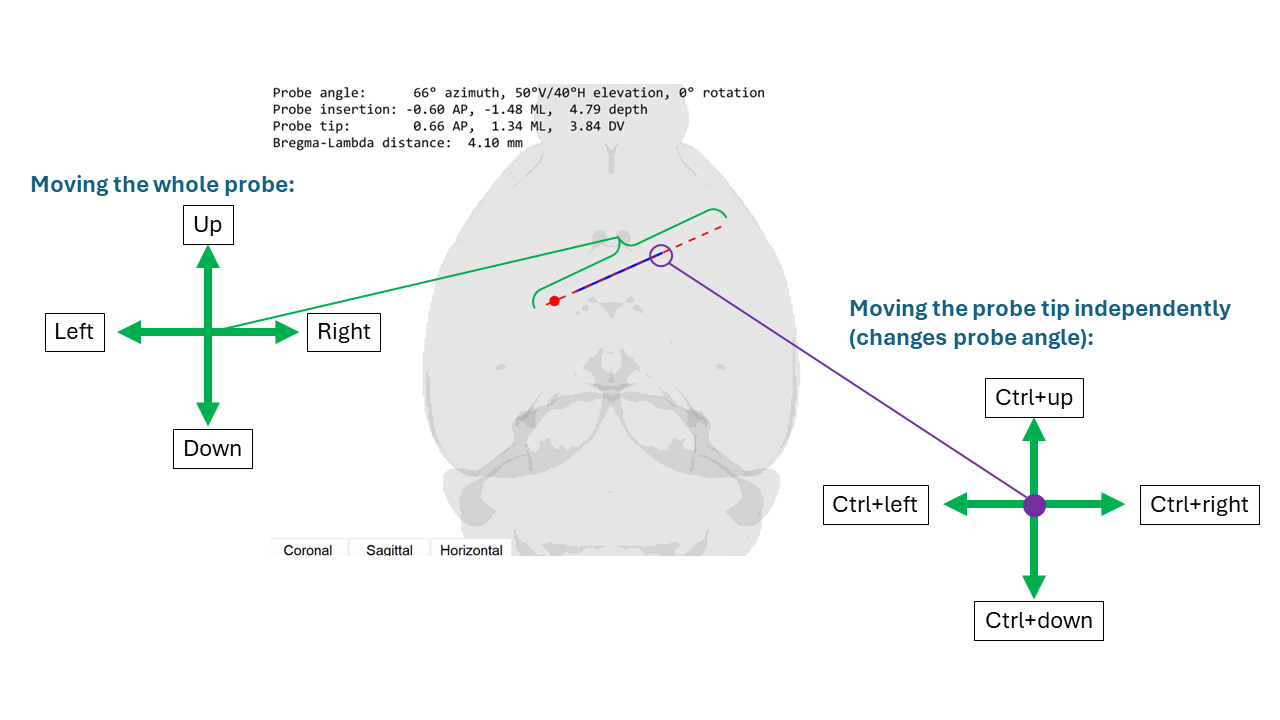 Probe angle:      66° azimuth, 50°V/40°H elevation, 0° rotation
Probe insertion: -0.60 AP, -1.48 ML,  4.79 depth
Probe tip:        0.66 AP,  1.34 ML,  3.84 DV
Bregma-Lambda distance:  4.10 mm
Moving the whole probe:
Up
Left
Right
Down
Moving the probe tip independently
(changes probe angle):
Ctrl+up
Ctrl+left
Ctrl+right
Ctrl+down
Coronal
Sagittal
Horizontal